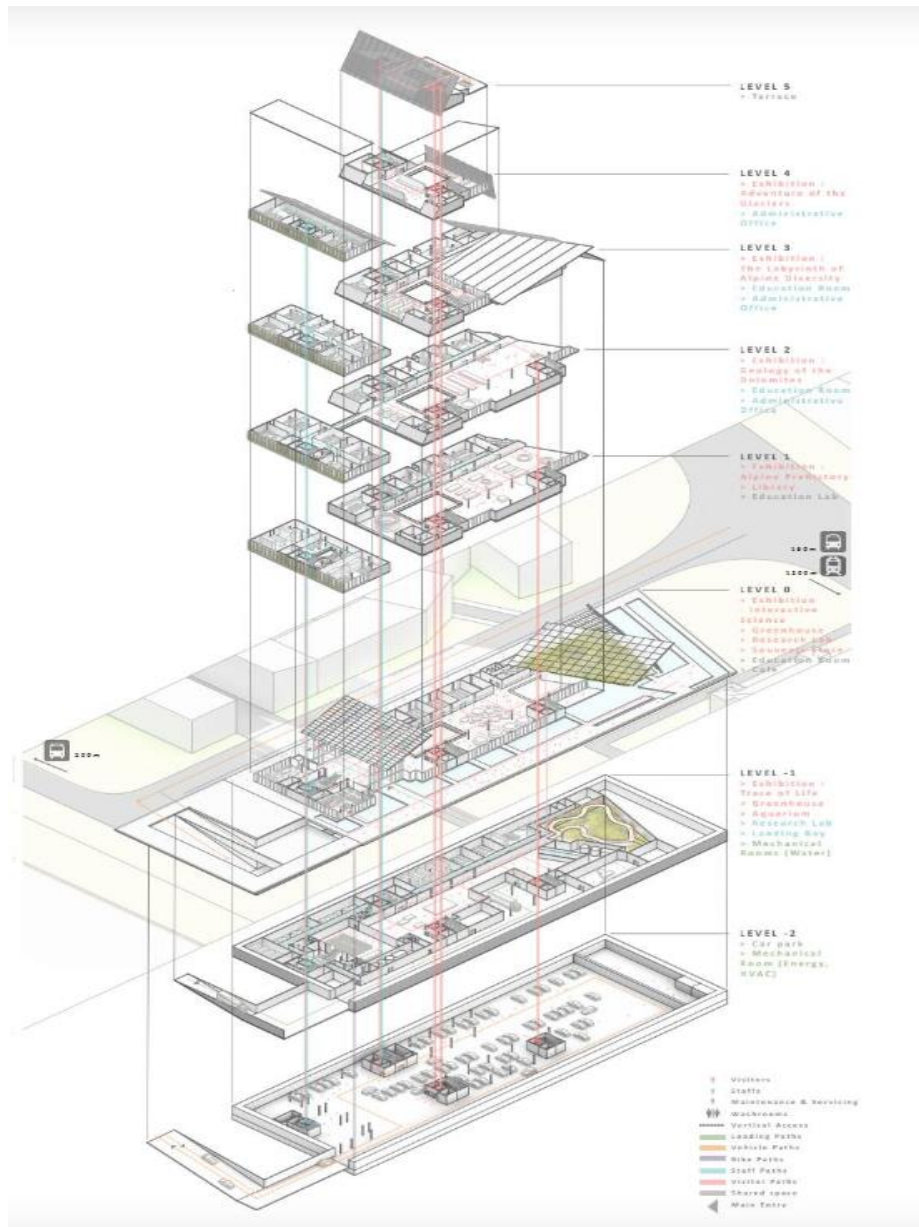 LEVEL 5
+ Terrace
LEVEL 4
+ Exhibition :
Adventure of the
Glaciers
+ Administrative
Office
LEVEL 3
+ Exhibition :
The Labyrinth of
Alpine Diversity
+ Education Room
+ Administrative
Office
LEVEL 2
+ Exhibition :
Geology of the
Dolomites
+ Education Room
+ Administrative
Office
LEVEL 1
+ Exhibition :
Alpine Prehistory
+ Library
+ Education Lab
LEVEL 0
+ Exhibition
: Interactive
Science
+ Greenhouse
+ Research Lab
+ Souvenir Store
+ Education Room
+ Cafe
LEVEL -1
+ Exhibition :
Trace of Life
+ Greenhouse
+ Aquarium
+ Research Lab
+ Loading Bay
+ Mechanical
Rooms (Water)
LEVEL -2
+ Car park
+ Mechanical
Room (Energy,
HVAC)
Visitors
Staffs
Maintenance & Servicing
Washrooms
Vertical Access
Loading Paths
Vehicle Paths
Bike Paths
Staff Paths
Visitor Paths
Shared space
Main Entry